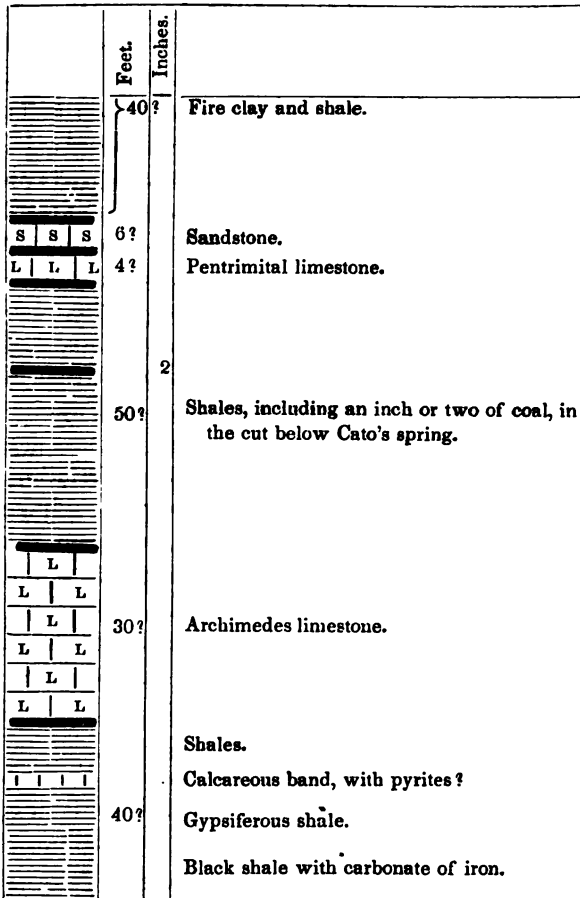 Feet.
Inches.
40? Fire clay and shale.
S S S 6? Sandstone.
L L L 4? Pentrimital limestone.
2
50? Shales, including an inch or two of coal, in
the cut below Cato's spring.
L
L L
L 30? Archimedes limestone.
L L
L
L L
Shales.
Calcareous band, with pyrites?
40? Gypsiferous shale.
Black shale with carbonate of iron.